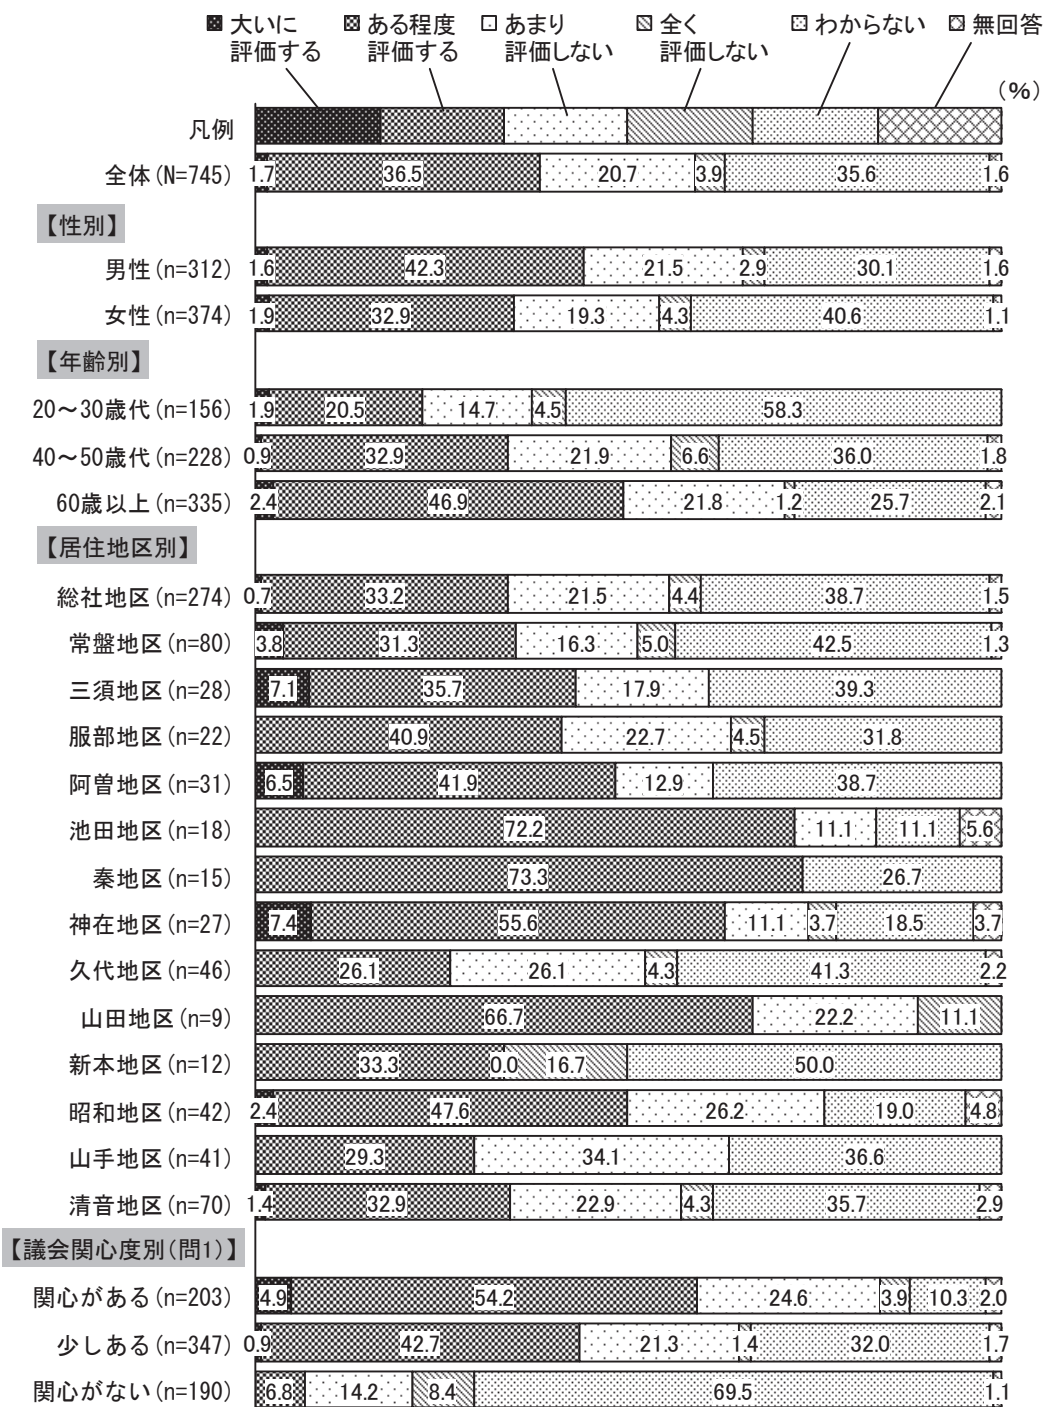 大いに評価する ある程度評価する あまり評価しない 全く評価しない わからない 無回答
(%)
凡例
全体(N=745) 1.7 36.5 20.7 3.9 35.6 1.6
【性別】
男性(n=312) 1.6 42.3 21.5 2.9 30.1 1.6
女性(n=374) 1.9 32.9 19.3 4.3 40.6 1.1
【年齢別】
20～30歳代(n=156) 1.9 20.5 14.7 4.5 58.3
40～50歳代(n=228) 0.9 32.9 21.9 6.6 36.0 1.8
60歳以上(n=335) 2.4 46.9 21.8 1.2 25.7 2.1
【居住地区別】
総社地区(n=274) 0.7 33.2 21.5 4.4 38.7 1.5
常盤地区(n=80) 3.8 31.3 16.3 5.0 42.5 1.3
三須地区(n=28) 7.1 35.7 17.9 39.3
服部地区(n=22) 40.9 22.7 4.5 31.8
阿曽地区(n=31) 6.5 41.9 12.9 38.7
池田地区(n=18) 72.2 11.1 11.1 5.6
秦地区(n=15) 73.3 26.7
神在地区(n=27) 7.4 55.6 11.1 3.7 18.5 3.7
久代地区(n=46) 26.1 26.1 4.3 41.3 2.2
山田地区(n=9) 66.7 22.2 11.1
新本地区(n=12) 33.3 0.0 16.7 50.0
昭和地区(n=42) 2.4 47.6 26.2 19.0 4.8
山手地区(n=41) 29.3 34.1 36.6
清音地区(n=70) 1.4 32.9 22.9 4.3 35.7 2.9
【議会関心度別(問1)】
関心がある(n=203) 4.9 54.2 24.6 3.9 10.3 2.0
少しある(n=347) 0.9 42.7 21.3 1.4 32.0 1.7
関心がない(n=190) 6.8 14.2 8.4 69.5 1.1